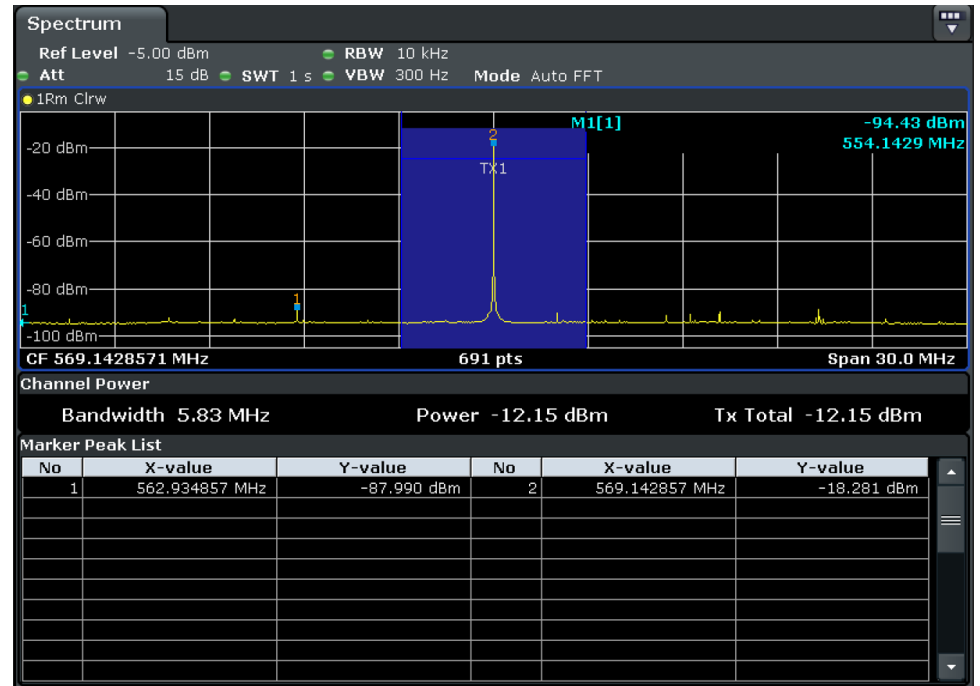 Spectrum
Ref Level -5.00 dBm RBW 10 kHz
Att 15 dB SWT 1 s VBW 300 Hz Mode Auto FFT
1Rm Clrw
M1[1] -94.43 dBm
554.1429 MHz
2
-20 dBm
TX1
-40 dBm
-60 dBm
-80 dBm
1
1
-100 dBm
CF 569.1428571 MHz 691 pts Span 30.0 MHz
Channel Power
Bandwidth 5.83 MHz Power -12.15 dBm Tx Total -12.15 dBm
Marker Peak List
No X-value Y-value No X-value Y-value
1 562.934857 MHz -87.990 dBm 2 569.142857 MHz -18.281 dBm